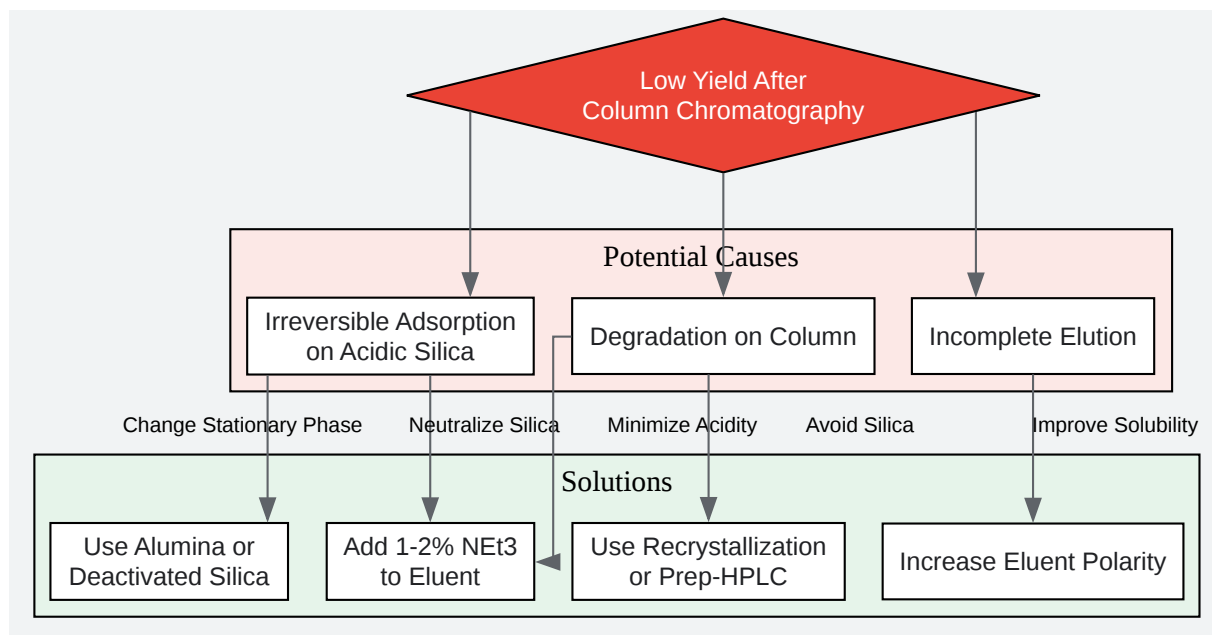 Low Yield After
Column Chromatography
Potential Causes
Irreversible Adsorption
on Acidic Silica
Degradation on Column
Incomplete Elution
Change Stationary Phase
Neutralize Silica
Minimize Acidity
Avoid Silica
Improve Solubility
Solutions
Use Alumina or
Deactivated Silica
Add 1-2% NEt3
to Eluent
Use Recrystallization
or Prep-HPLC
Increase Eluent Polarity